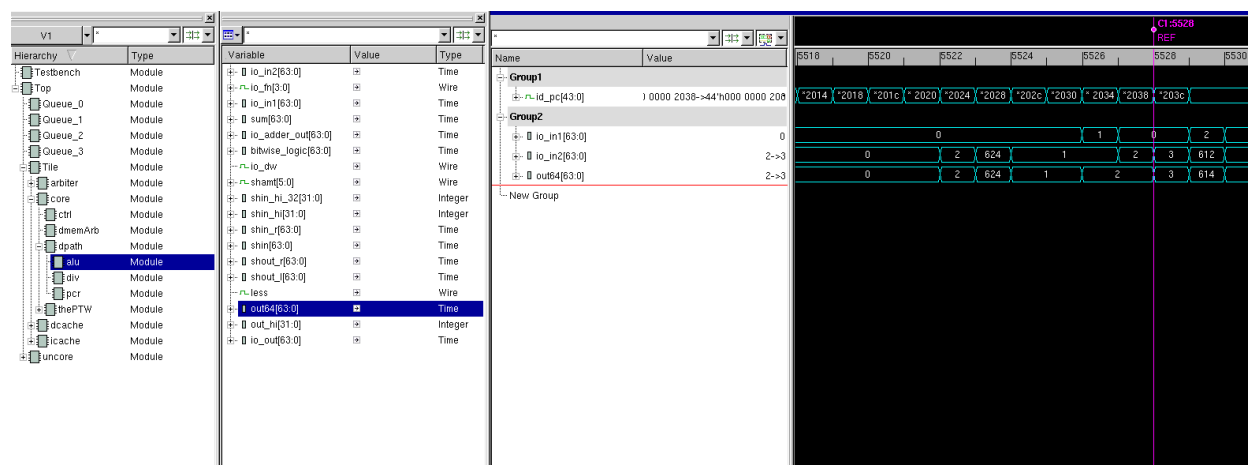 V1
*
Hierarchy Type
Testbench Module
Top Module
Queue_0 Module
Queue_1 Module
Queue_2 Module
Queue_3 Module
Tile Module
arbiter Module
core Module
ctrl Module
dmemArb Module
dpath Module
alu Module
div Module
pcr Module
thePTW Module
dcache Module
icache Module
uncore Module
*
Variable Value Type
io_in2[63:0] Time
io_fn[3:0] Wire
io_in1[63:0] Time
sum[63:0] Time
io_adder_out[63:0] Time
bitwise_logic[63:0] Time
io_dw Wire
shamt[5:0] Wire
shin_hi_32[31:0] Integer
shin_hi[31:0] Integer
shin_r[63:0] Time
shin[63:0] Time
shout_r[63:0] Time
shout_l[63:0] Time
less Wire
out64[63:0] Time
out_hi[31:0] Integer
io_out[63:0] Time
*
Name Value
Group1
id_pc[43:0] ) 0000 2038->44'h000 0000 203
Group2
io_in1[63:0] 0
io_in2[63:0] 2->3
out64[63:0] 2->3
New Group
C1:5528
REF
5518 5520 5522 5524 5526 5528 5530
*2014 *2018 *201c * 2020 *2024 *2028 *202c *2030 * 2034 *2038 *203c
0 1 0 2
0 2 624 1 2 3 612
0 2 624 1 2 3 614